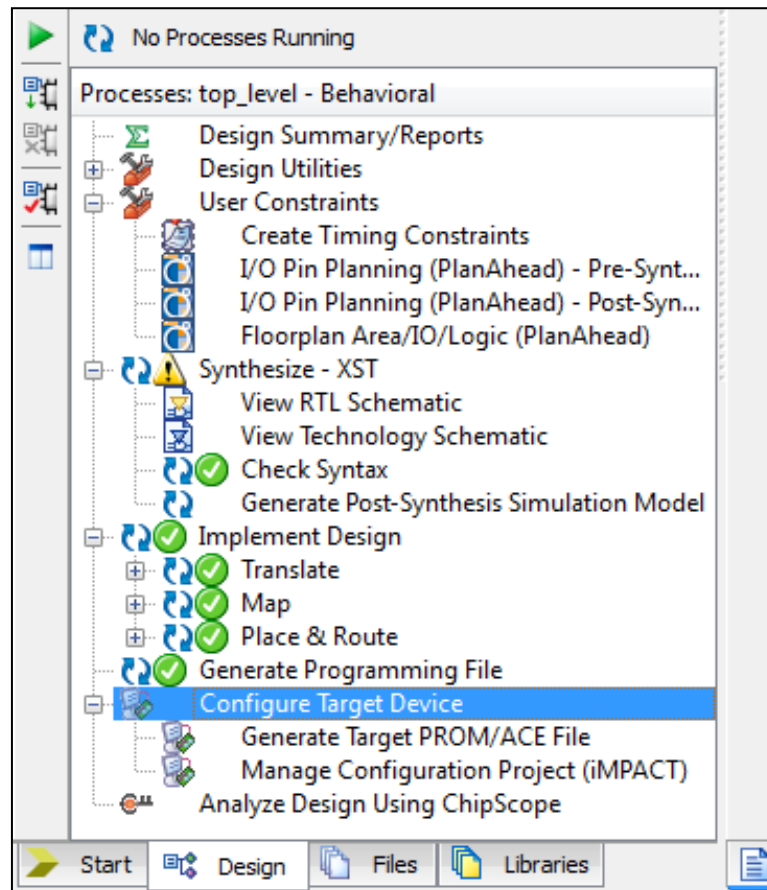 No Processes Running
Processes: top_level - Behavioral
Design Summary/Reports
Design Utilities
User Constraints
Create Timing Constraints
I/O Pin Planning (PlanAhead) - Pre-Synt...
I/O Pin Planning (PlanAhead) - Post-Syn...
Floorplan Area/IO/Logic (PlanAhead)
Synthesize - XST
View RTL Schematic
View Technology Schematic
Check Syntax
Generate Post-Synthesis Simulation Model
Implement Design
Translate
Map
Place & Route
Generate Programming File
Configure Target Device
Generate Target PROM/ACE File
Manage Configuration Project (iMPACT)
Analyze Design Using ChipScope
Start Design Files Libraries